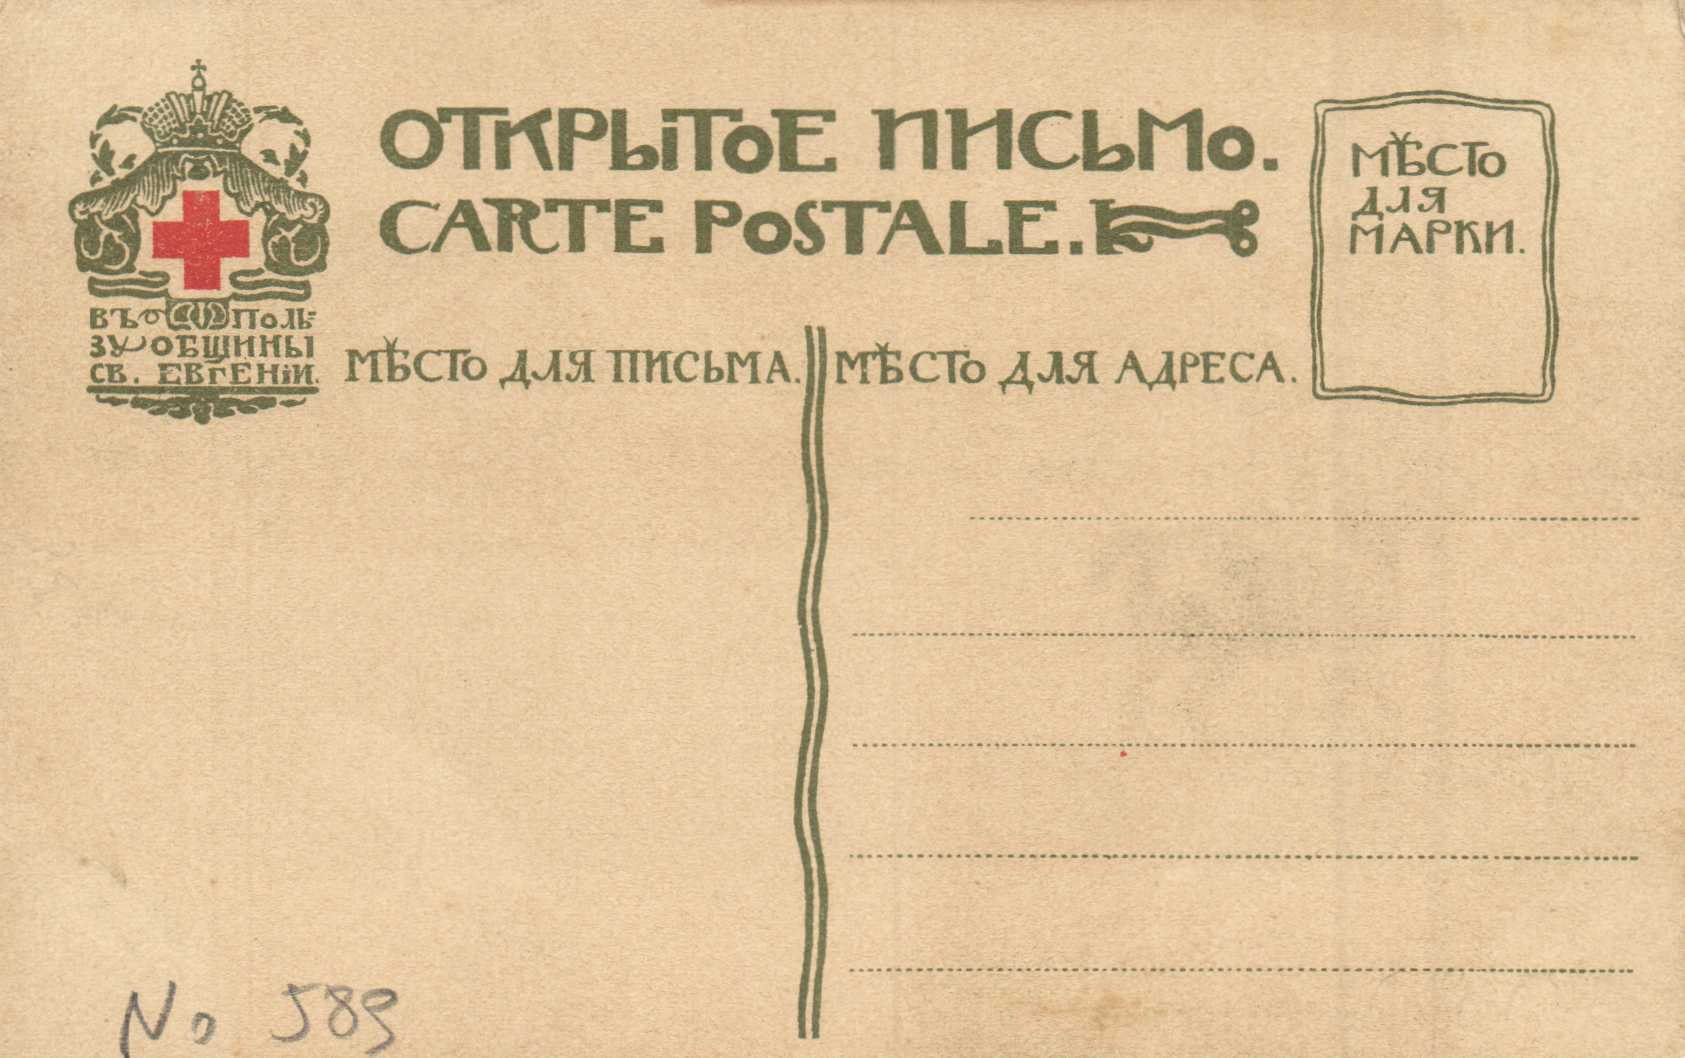 ОТКРЫТОЕ ПИСЬМО.
CARTE POSTALE.
МѢСТО
ДЛЯ
МАРКИ.
ВЪ ПОЛЬ-
ЗУ ОБЩИНЫ
СВ. ЕВГЕНІИ.
МѢСТО ДЛЯ ПИСЬМА.
МѢСТО ДЛЯ АДРЕСА.
No 589